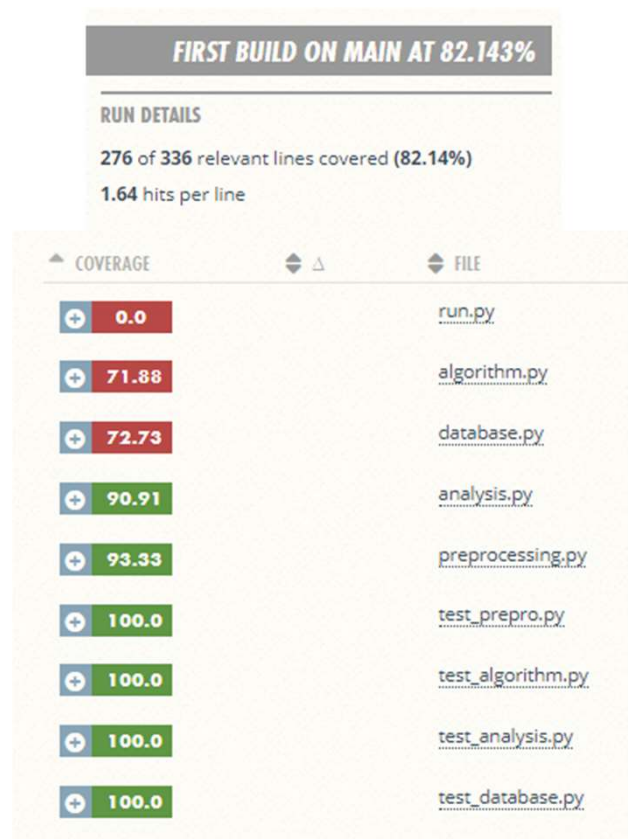 FIRST BUILD ON MAIN AT 82.143%
RUN DETAILS
276 of 336 relevant lines covered (82.14%)
1.64 hits per line
COVERAGE Δ FILE
0.0 run.py
71.88 algorithm.py
72.73 database.py
90.91 analysis.py
93.33 preprocessing.py
100.0 test_prepro.py
100.0 test_algorithm.py
100.0 test_analysis.py
100.0 test_database.py